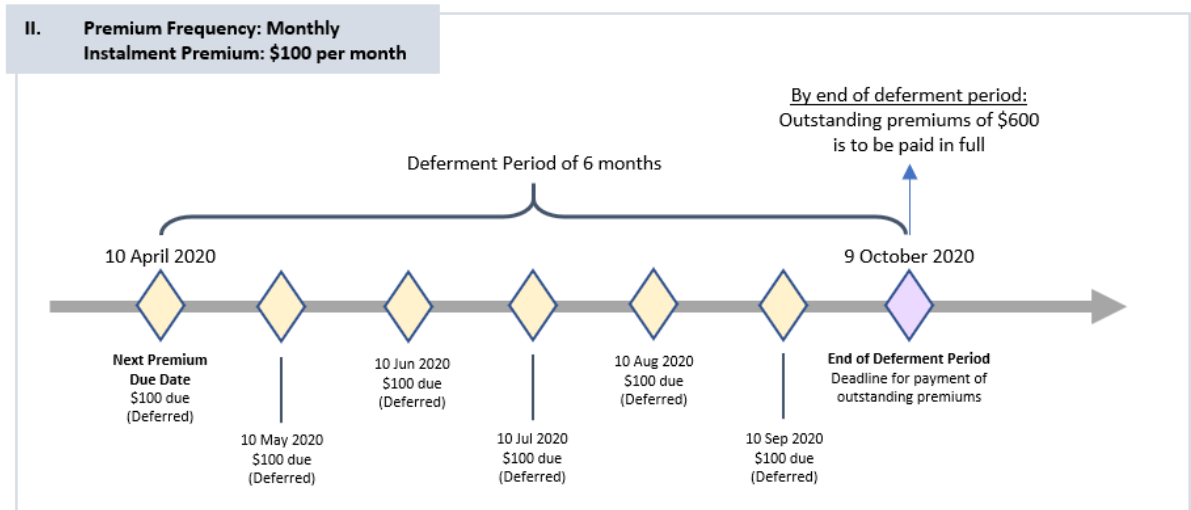 II. Premium Frequency: Monthly
Instalment Premium: $100 per month
By end of deferment period:
Outstanding premiums of $600
is to be paid in full
Deferment Period of 6 months
10 April 2020
9 October 2020
Next Premium
Due Date
$100 due
(Deferred)
10 May 2020
$100 due
(Deferred)
10 Jun 2020
$100 due
(Deferred)
10 Jul 2020
$100 due
(Deferred)
10 Aug 2020
$100 due
(Deferred)
10 Sep 2020
$100 due
(Deferred)
End of Deferment Period
Deadline for payment of
outstanding premiums